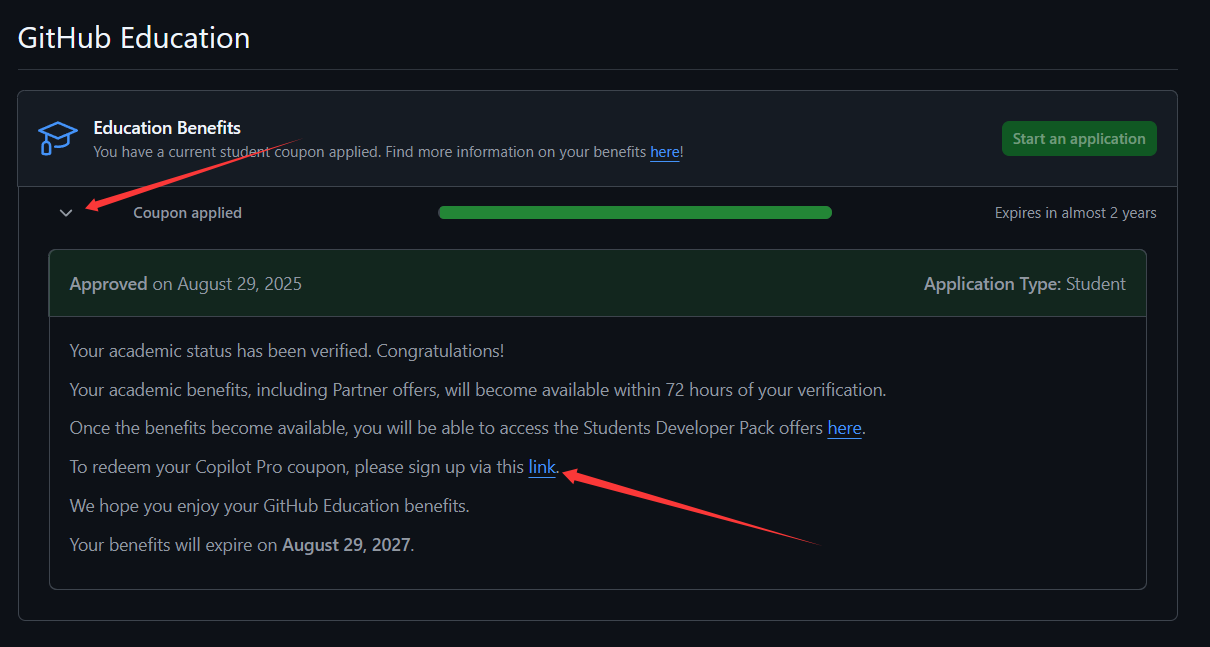 GitHub Education
Education Benefits
You have a current student coupon applied. Find more information on your benefits here!
Start an application
Coupon applied
Expires in almost 2 years
Approved on August 29, 2025
Application Type: Student
Your academic status has been verified. Congratulations!
Your academic benefits, including Partner offers, will become available within 72 hours of your verification.
Once the benefits become available, you will be able to access the Students Developer Pack offers here.
To redeem your Copilot Pro coupon, please sign up via this link.
We hope you enjoy your GitHub Education benefits.
Your benefits will expire on August 29, 2027.